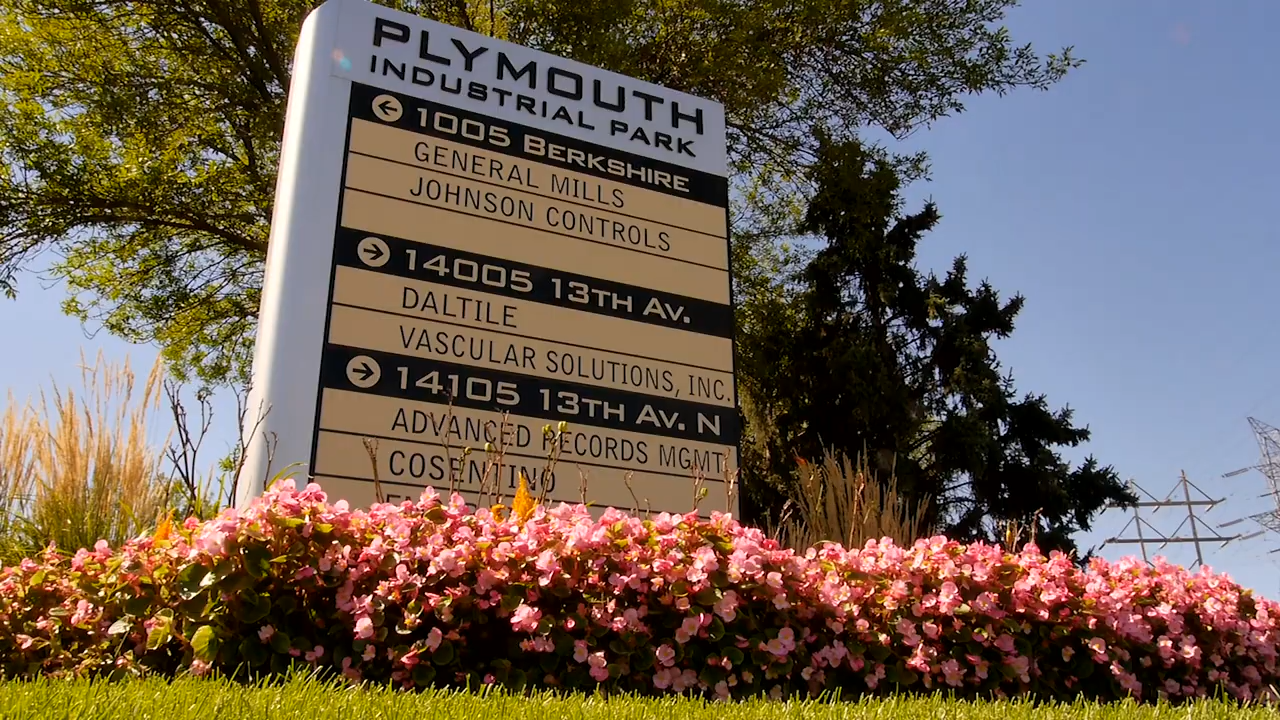 PLYMOUTH
INDUSTRIAL PARK
1005 BERKSHIRE
GENERAL MILLS
JOHNSON CONTROLS
14005 13TH AV.
DALTILE
VASCULAR SOLUTIONS, INC.
14105 13TH AV. N
ADVANCED RECORDS MGMT
COSENTINO